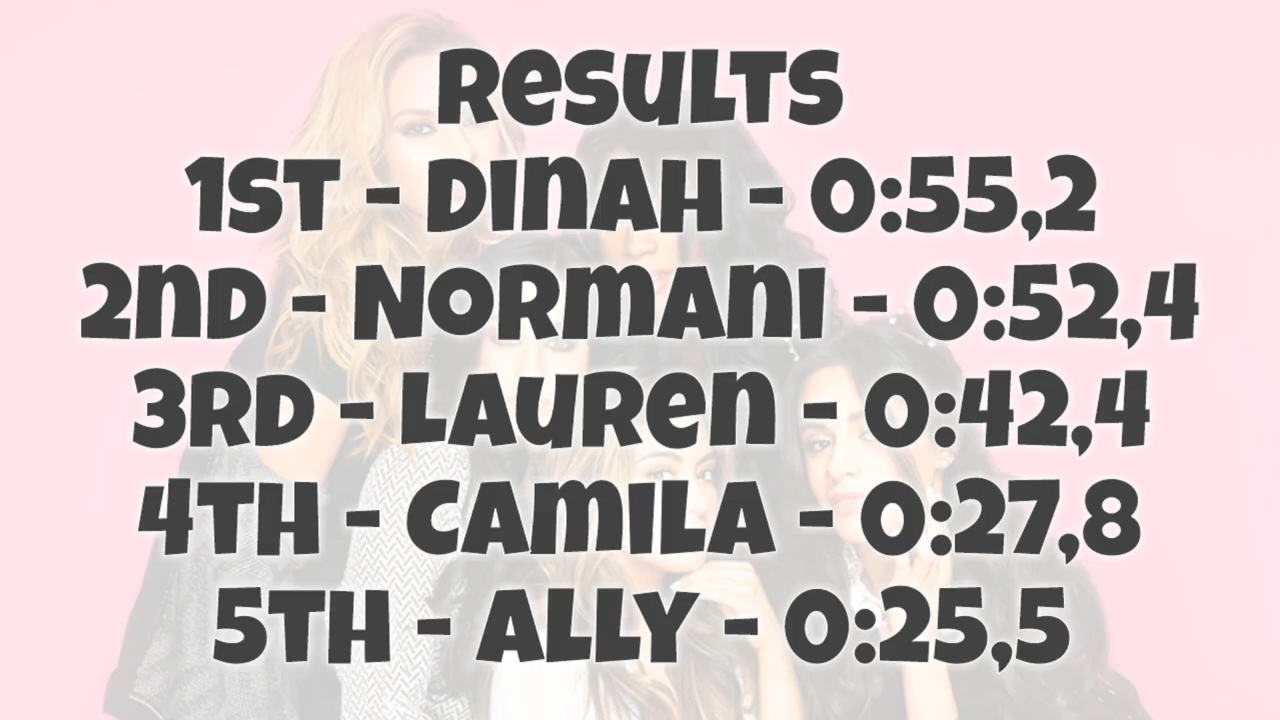 Results
1st - Dinah - 0:55,2
2nd - Normani - 0:52,4
3rd - Lauren - 0:42,4
4th - Camila - 0:27,8
5th - Ally - 0:25,5